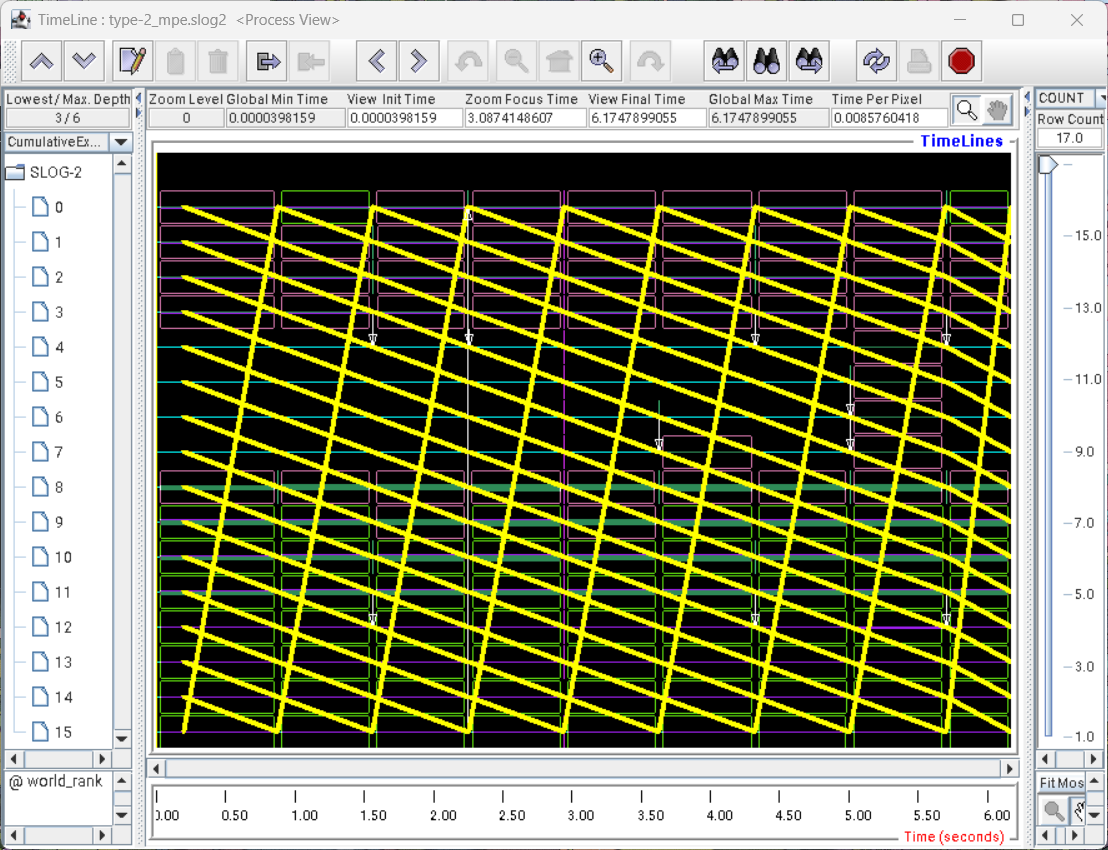 TimeLine : type-2_mpe.slog2 <Process View>
Lowest / Max. Depth
3 / 6
Zoom Level Global Min Time View Init Time Zoom Focus Time View Final Time Global Max Time Time Per Pixel
0 0.0000398159 0.0000398159 3.0874148607 6.1747899055 6.1747899055 0.0085760418
COUNT
Row Count
17.0
CumulativeEx...
TimeLines
SLOG-2
0
1
2
3
4
5
6
7
8
9
10
11
12
13
14
15
15.0
13.0
11.0
9.0
7.0
5.0
3.0
1.0
@ world_rank
Fit Mos
0.00 0.50 1.00 1.50 2.00 2.50 3.00 3.50 4.00 4.50 5.00 5.50 6.00
Time (seconds)